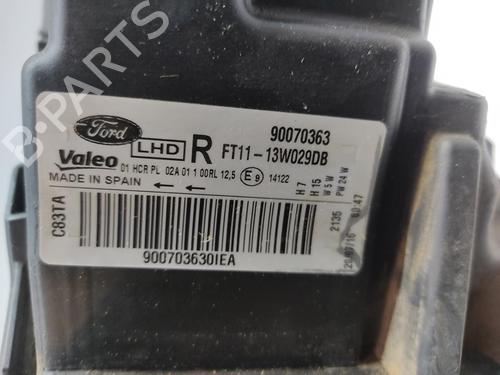 B-PARTS
Ford
LHD R
90070363
FT11-13W029DB
Valeo
01 HCR PL 02A 01 1 00RL 12,5 E9 14122
MADE IN SPAIN
H 7
H 15
W 5 W
PW 24 W
2135
C83TA
900703630IEA